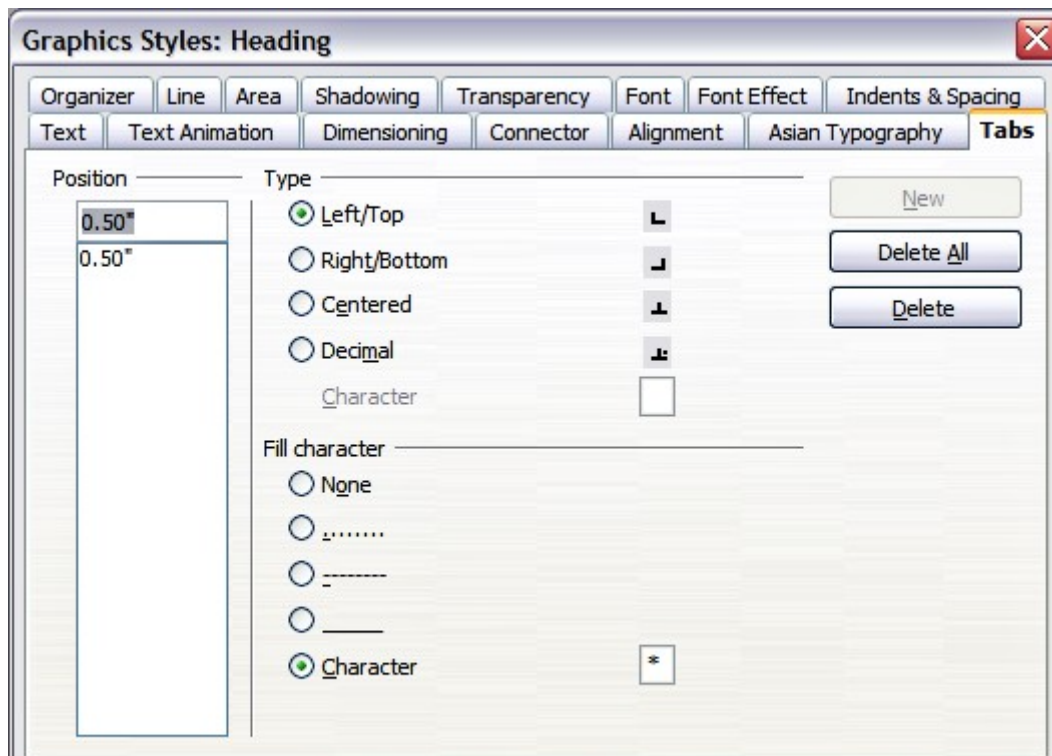 Graphics Styles: Heading
Organizer Line Area Shadowing Transparency Font Font Effect Indents & Spacing
Text Text Animation Dimensioning Connector Alignment Asian Typography Tabs
Position Type
New
0.50" Left/Top
0.50" Right/Bottom Delete All
Centered Delete
Decimal
Character
Fill character
None
.........
---------
______
Character *